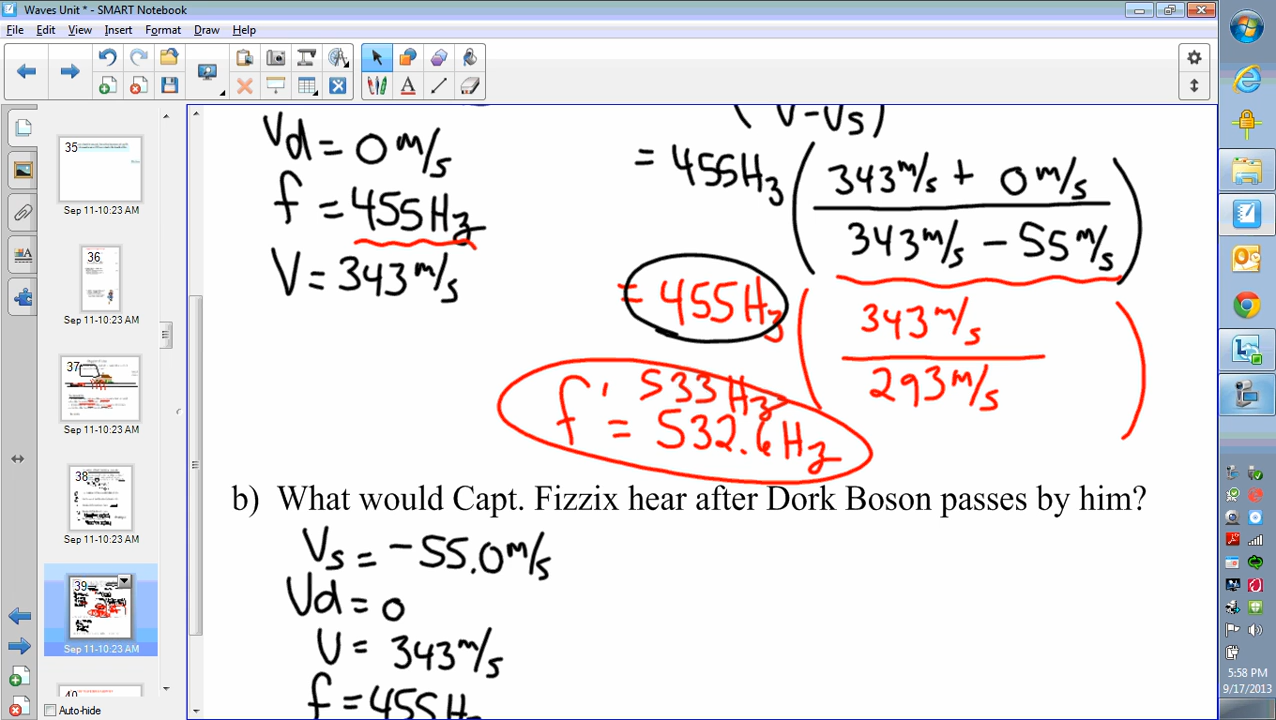 Waves Unit * - SMART Notebook
File Edit View Insert Format Draw Help
35
Sep 11-10:23 AM
36
Sep 11-10:23 AM
37
Sep 11-10:23 AM
38
Sep 11-10:23 AM
39
Sep 11-10:23 AM
40
Auto-hide
Vd = 0 m/s
f = 455 Hz
V = 343 m/s
(V - Vs)
= 455 Hz (343 m/s + 0 m/s
343 m/s - 55 m/s)
= 455 Hz (343 m/s
293 m/s)
533 Hz
f' = 532.6 Hz
b) What would Capt. Fizzix hear after Dork Boson passes by him?
Vs = -55.0 m/s
Vd = 0
V = 343 m/s
f = 455 Hz
5:58 PM
9/17/2013